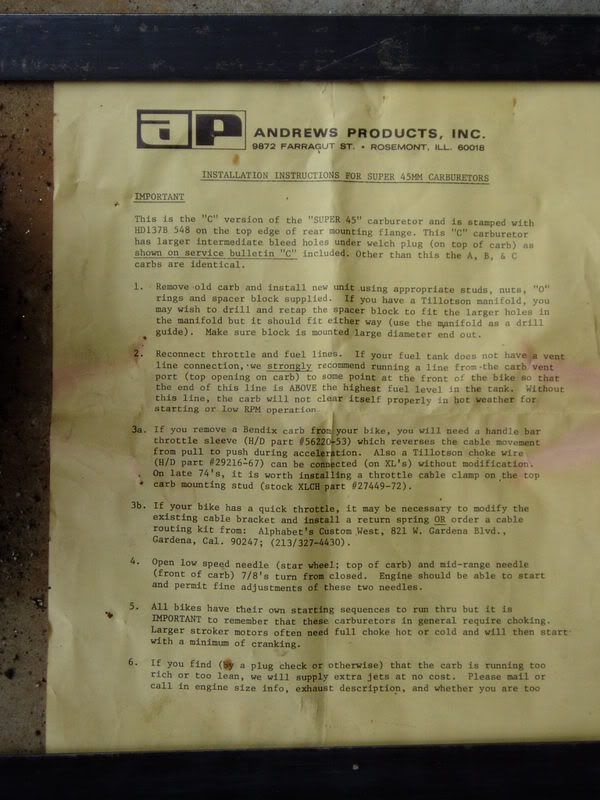 ap
ANDREWS PRODUCTS, INC.
9872 FARRAGUT ST. • ROSEMONT, ILL. 60018
INSTALLATION INSTRUCTIONS FOR SUPER 45MM CARBURETORS
IMPORTANT
This is the "C" version of the "SUPER 45" carburetor and is stamped with
HD137B 548 on the top edge of rear mounting flange. This "C" carburetor
has larger intermediate bleed holes under welch plug (on top of carb) as
shown on service bulletin "C" included. Other than this the A, B, & C
carbs are identical.
1. Remove old carb and install new unit using appropriate studs, nuts, "O"
rings and spacer block supplied. If you have a Tillotson manifold, you
may wish to drill and retap the spacer block to fit the larger holes in
the manifold but it should fit either way (use the manifold as a drill
guide). Make sure block is mounted large diameter end out.
2. Reconnect throttle and fuel lines. If your fuel tank does not have a vent
line connection, we strongly recommend running a line from the carb vent
port (top opening on carb) to some point at the front of the bike so that
the end of this line is ABOVE the highest fuel level in the tank. Without
this line, the carb will not clear itself properly in hot weather for
starting or low RPM operation.
3a. If you remove a Bendix carb from your bike, you will need a handle bar
throttle sleeve (H/D part #56220-53) which reverses the cable movement
from pull to push during acceleration. Also a Tillotson choke wire
(H/D part #29216-67) can be connected (on XL's) without modification.
On late 74's, it is worth installing a throttle cable clamp on the top
carb mounting stud (stock XLCH part #27449-72).
3b. If your bike has a quick throttle, it may be necessary to modify the
existing cable bracket and install a return spring OR order a cable
routing kit from: Alphabet's Custom West, 821 W. Gardena Blvd.,
Gardena, Cal. 90247; (213/327-4430).
4. Open low speed needle (star wheel; top of carb) and mid-range needle
(front of carb) 7/8's turn from closed. Engine should be able to start
and permit fine adjustments of these two needles.
5. All bikes have their own starting sequences to run thru but it is
IMPORTANT to remember that these carburetors in general require choking.
Larger stroker motors often need full choke hot or cold and will then start
with a minimum of cranking.
6. If you find (by a plug check or otherwise) that the carb is running too
rich or too lean, we will supply extra jets at no cost. Please mail or
call in engine size info, exhaust description, and whether you are too